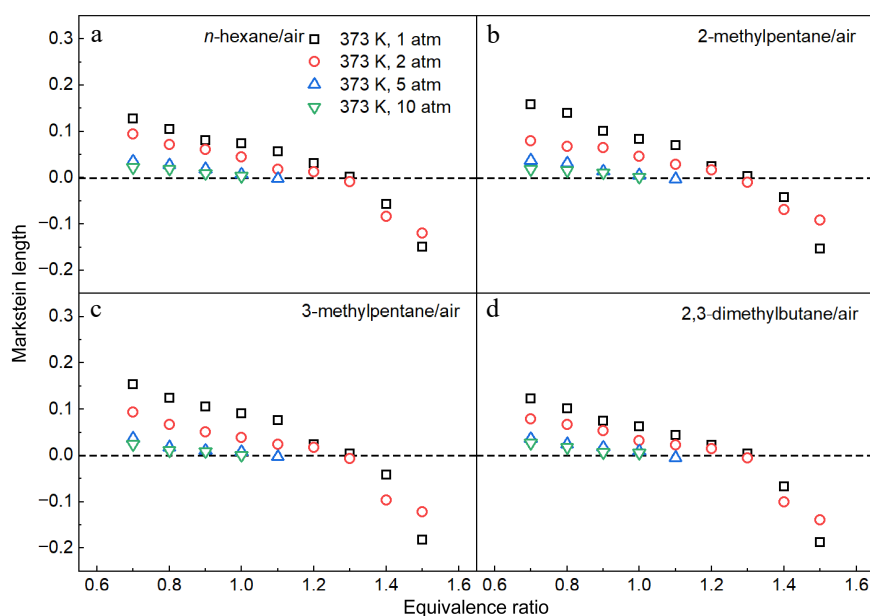 a
n-hexane/air
373 K, 1 atm
373 K, 2 atm
373 K, 5 atm
373 K, 10 atm
b
2-methylpentane/air
c
3-methylpentane/air
d
2,3-dimethylbutane/air
Markstein length
0.3
0.2
0.1
0.0
−0.1
−0.2
0.3
0.2
0.1
0.0
−0.1
−0.2
0.6 0.8 1.0 1.2 1.4 1.6 0.6 0.8 1.0 1.2 1.4 1.6
Equivalence ratio